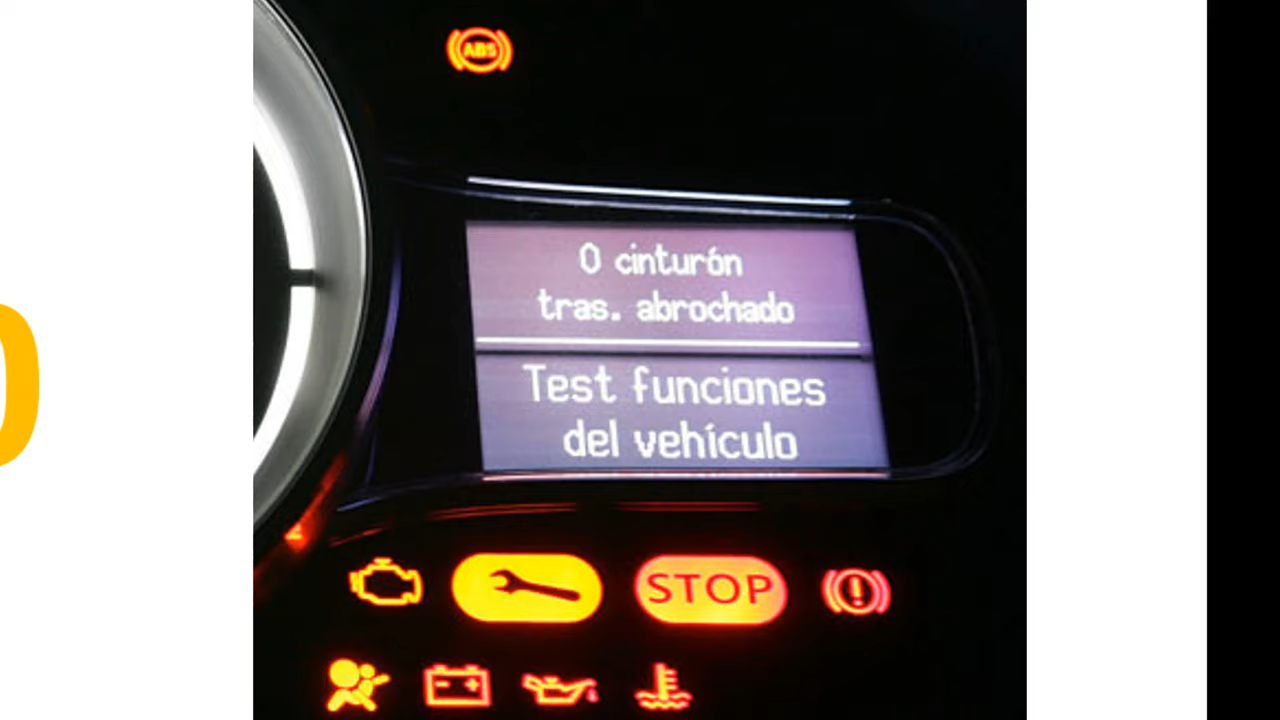 ABS
0 cinturón
tras. abrochado
Test funciones
del vehículo
STOP